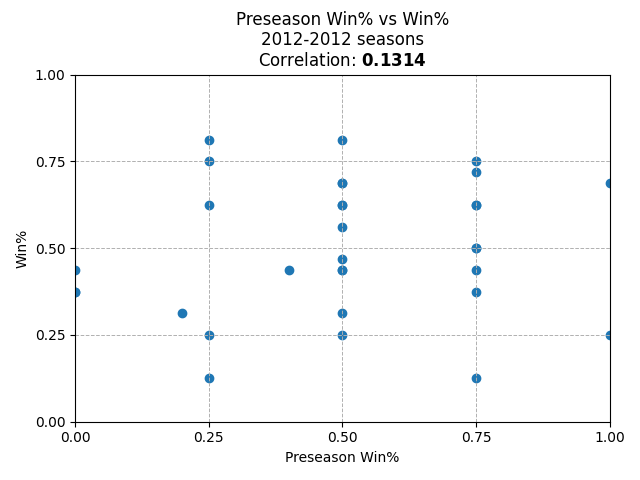 Preseason Win% vs Win%
2012-2012 seasons
Correlation: 0.1314
1.00
0.75
0.50
0.25
0.00
Win%
0.00 0.25 0.50 0.75 1.00
Preseason Win%